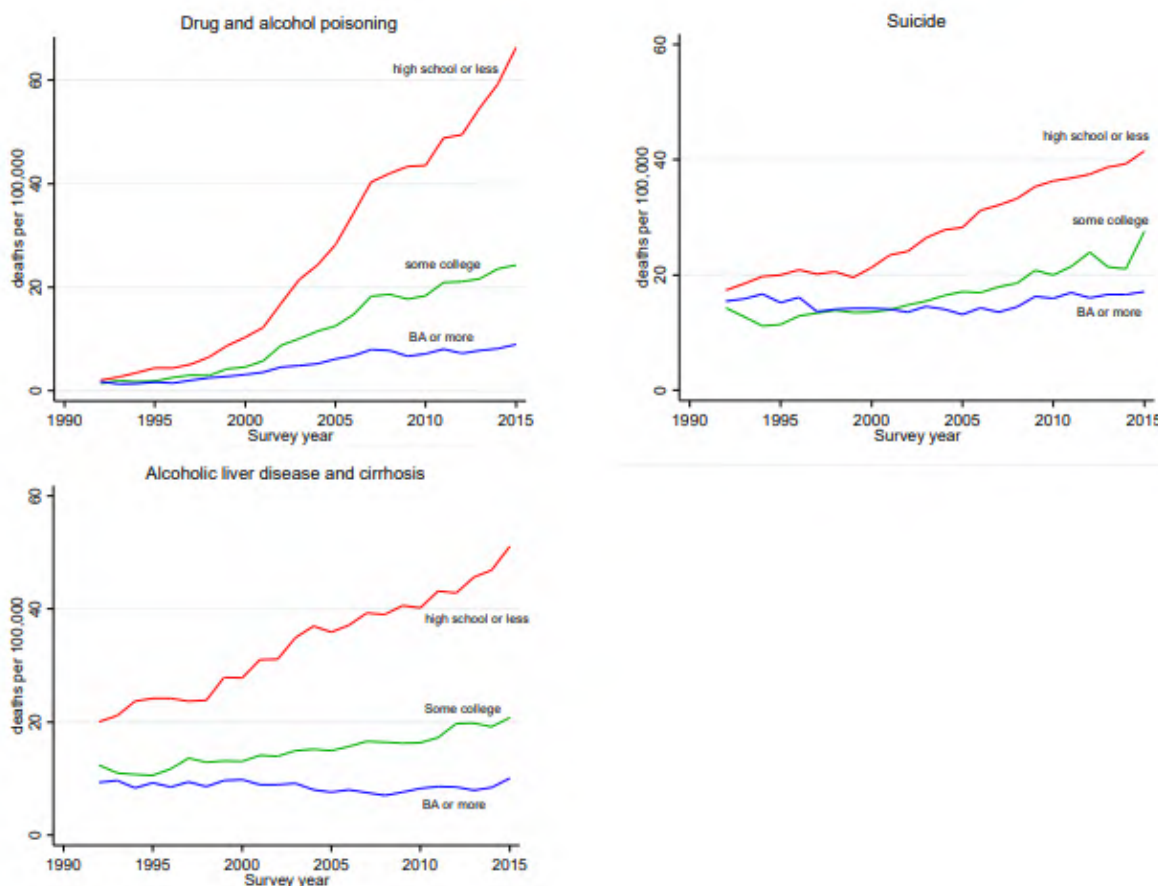 Drug and alcohol poisoning
deaths per 100,000
60
40
20
0
high school or less
some college
BA or more
1990 1995 2000 2005 2010 2015
Survey year
Suicide
deaths per 100,000
60
40
20
0
high school or less
some college
BA or more
1990 1995 2000 2005 2010 2015
Survey year
Alcoholic liver disease and cirrhosis
deaths per 100,000
60
40
20
0
high school or less
Some college
BA or more
1990 1995 2000 2005 2010 2015
Survey year